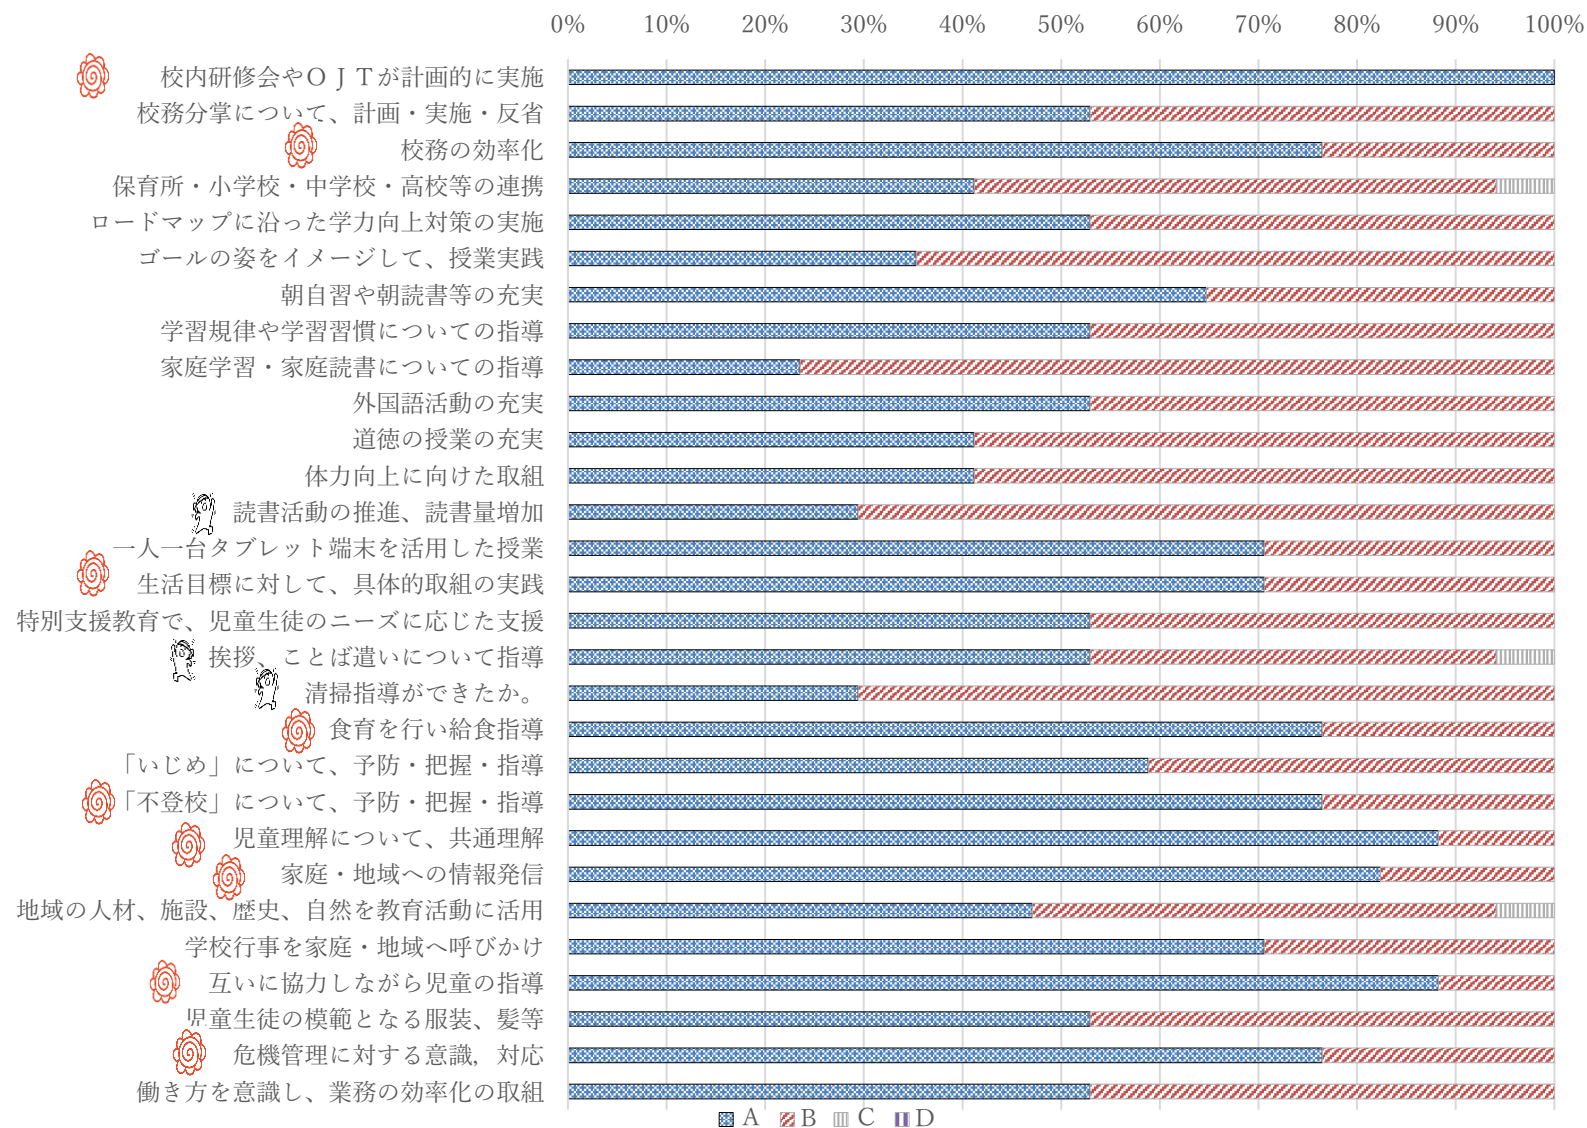 0% 10% 20% 30% 40% 50% 60% 70% 80% 90% 100%
校内研修会やＯＪＴが計画的に実施
校務分掌について、計画・実施・反省
校務の効率化
保育所・小学校・中学校・高校等の連携
ロードマップに沿った学力向上対策の実施
ゴールの姿をイメージして、授業実践
朝自習や朝読書等の充実
学習規律や学習習慣についての指導
家庭学習・家庭読書についての指導
外国語活動の充実
道徳の授業の充実
体力向上に向けた取組
読書活動の推進、読書量増加
一人一台タブレット端末を活用した授業
生活目標に対して、具体的取組の実践
特別支援教育で、児童生徒のニーズに応じた支援
挨拶、ことば遣いについて指導
清掃指導ができたか。
食育を行い給食指導
「いじめ」について、予防・把握・指導
「不登校」について、予防・把握・指導
児童理解について、共通理解
家庭・地域への情報発信
地域の人材、施設、歴史、自然を教育活動に活用
学校行事を家庭・地域へ呼びかけ
互いに協力しながら児童の指導
児童生徒の模範となる服装、髪等
危機管理に対する意識，対応
働き方を意識し、業務の効率化の取組
A B C D